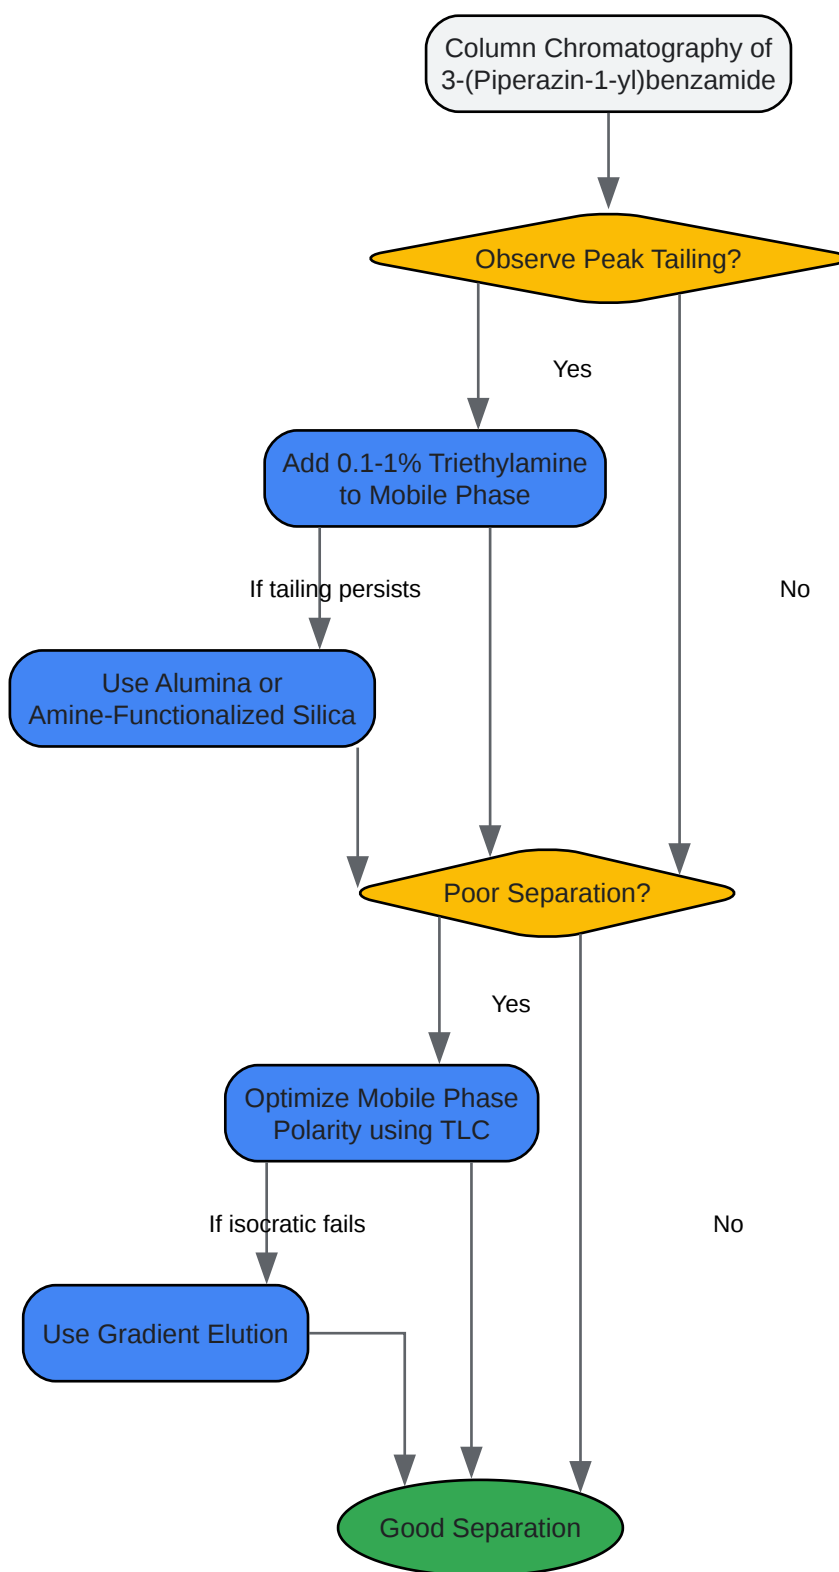 Column Chromatography of
3-(Piperazin-1-yl)benzamide
Observe Peak Tailing?
Yes
Add 0.1-1% Triethylamine
to Mobile Phase
If tailing persists
No
Use Alumina or
Amine-Functionalized Silica
Poor Separation?
Yes
Optimize Mobile Phase
Polarity using TLC
If isocratic fails
No
Use Gradient Elution
Good Separation